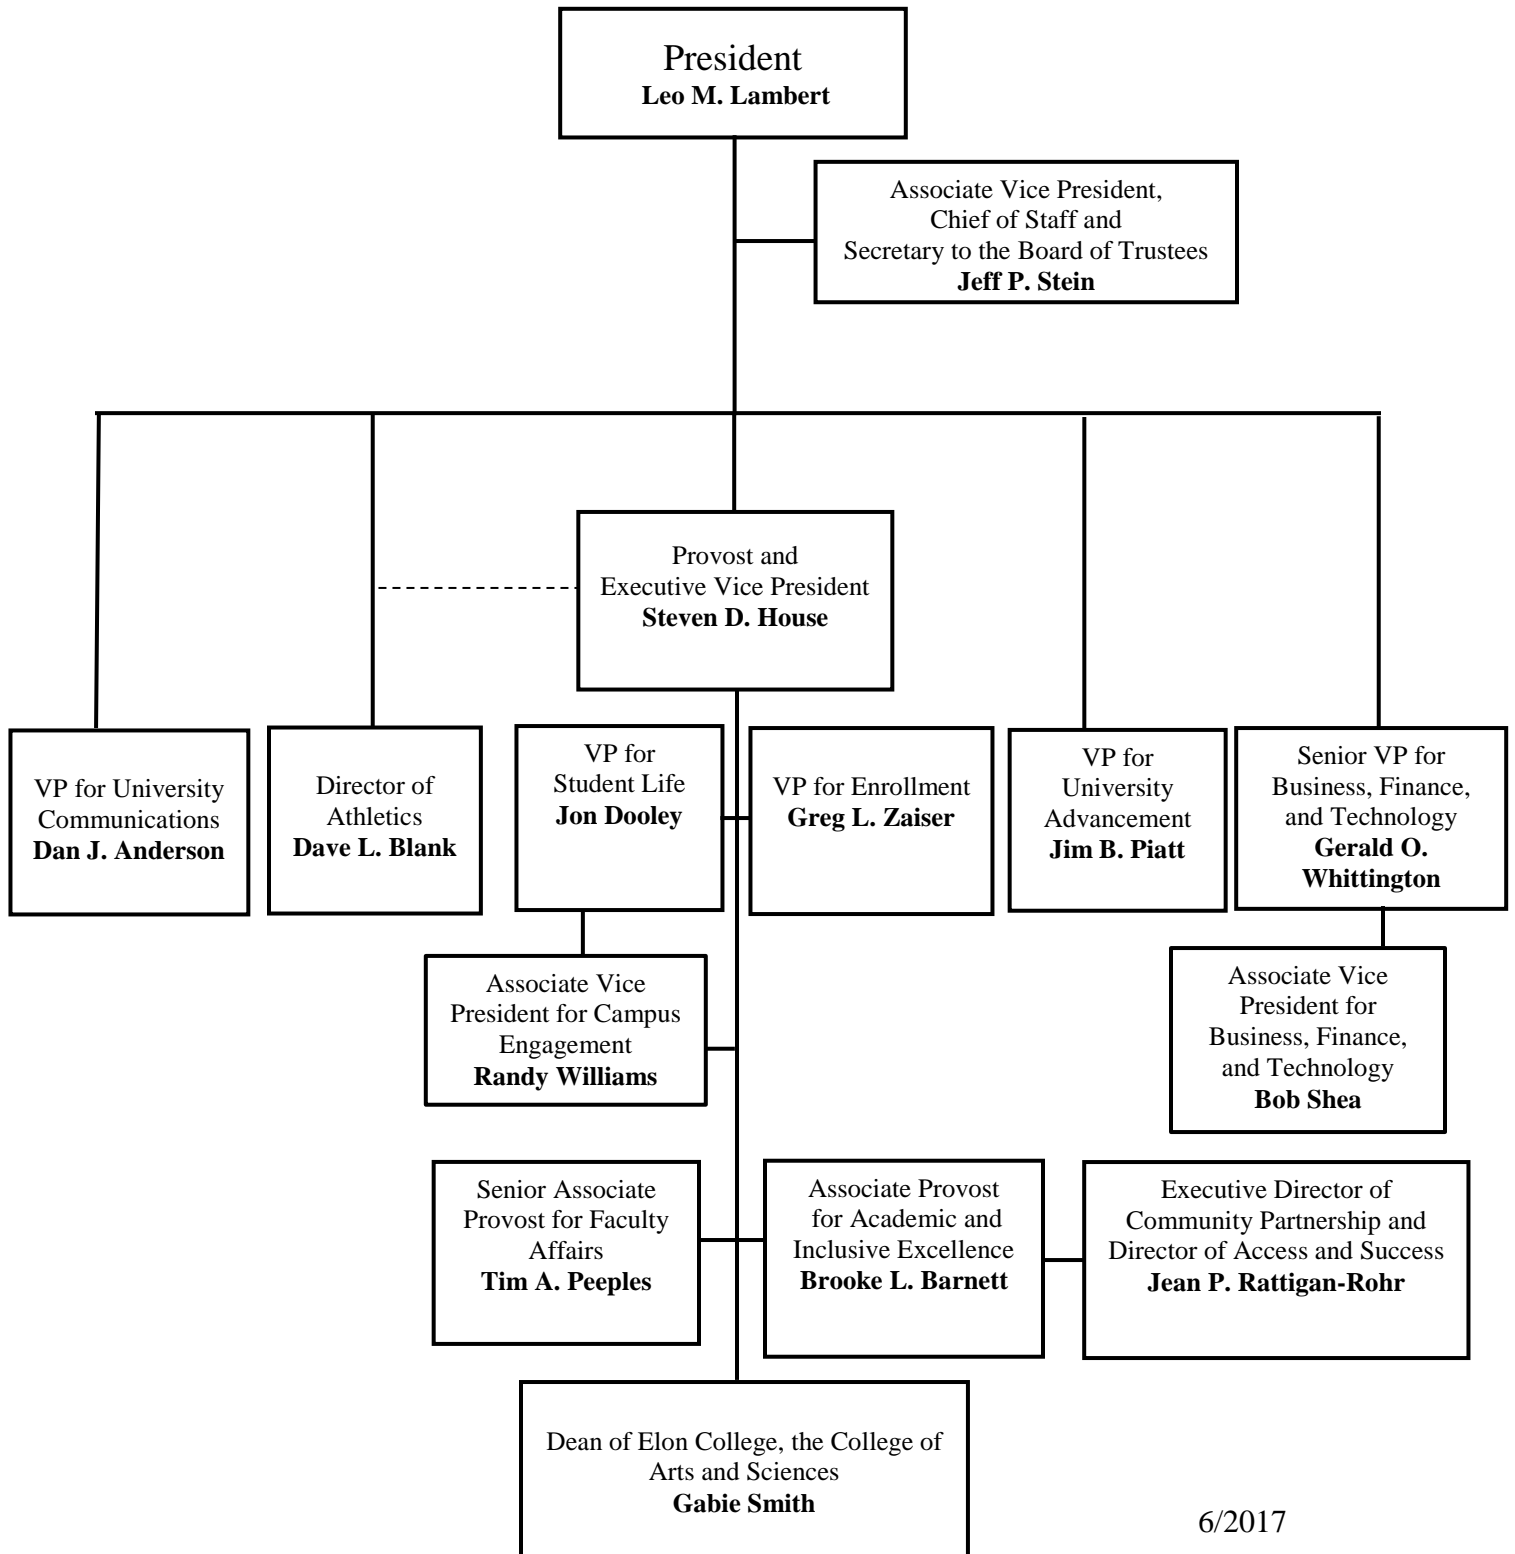 President
Leo M. Lambert
Associate Vice President,
Chief of Staff and
Secretary to the Board of Trustees
Jeff P. Stein
Provost and
Executive Vice President
Steven D. House
VP for University
Communications
Dan J. Anderson
Director of
Athletics
Dave L. Blank
VP for
Student Life
Jon Dooley
VP for Enrollment
Greg L. Zaiser
VP for
University
Advancement
Jim B. Piatt
Senior VP for
Business, Finance,
and Technology
Gerald O.
Whittington
Associate Vice
President for Campus
Engagement
Randy Williams
Associate Vice
President for
Business, Finance,
and Technology
Bob Shea
Senior Associate
Provost for Faculty
Affairs
Tim A. Peeples
Associate Provost
for Academic and
Inclusive Excellence
Brooke L. Barnett
Executive Director of
Community Partnership and
Director of Access and Success
Jean P. Rattigan-Rohr
Dean of Elon College, the College of
Arts and Sciences
Gabie Smith
6/2017